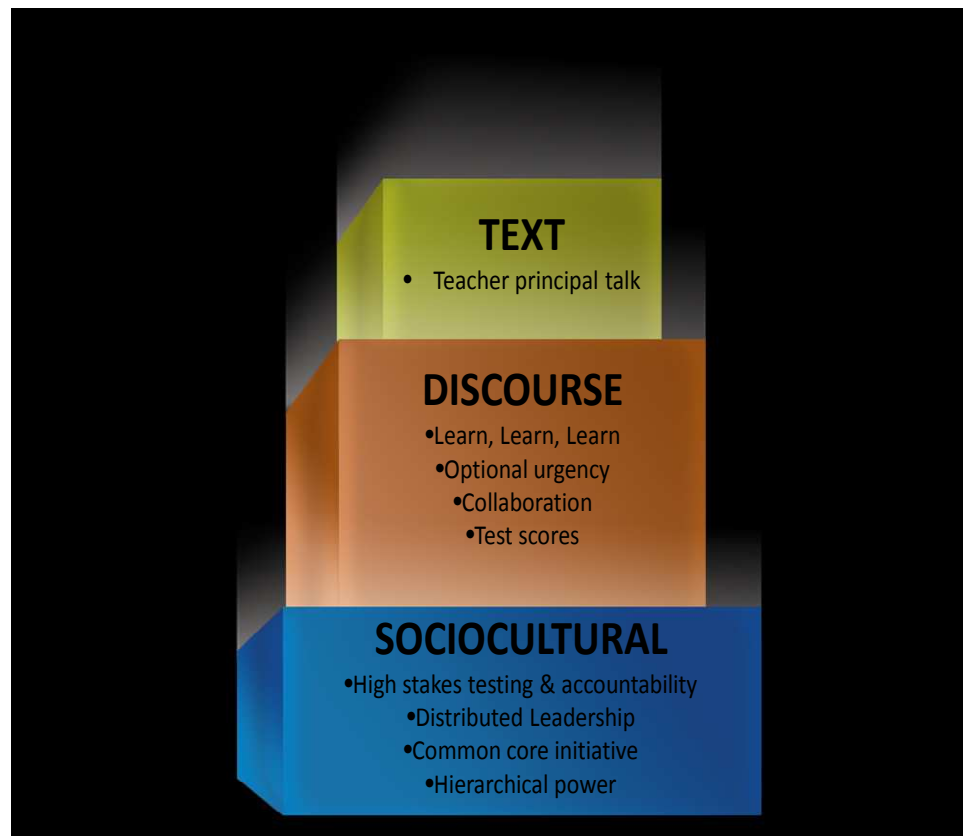 TEXT
• Teacher principal talk
DISCOURSE
•Learn, Learn, Learn
•Optional urgency
•Collaboration
•Test scores
SOCIOCULTURAL
•High stakes testing & accountability
•Distributed Leadership
•Common core initiative
•Hierarchical power